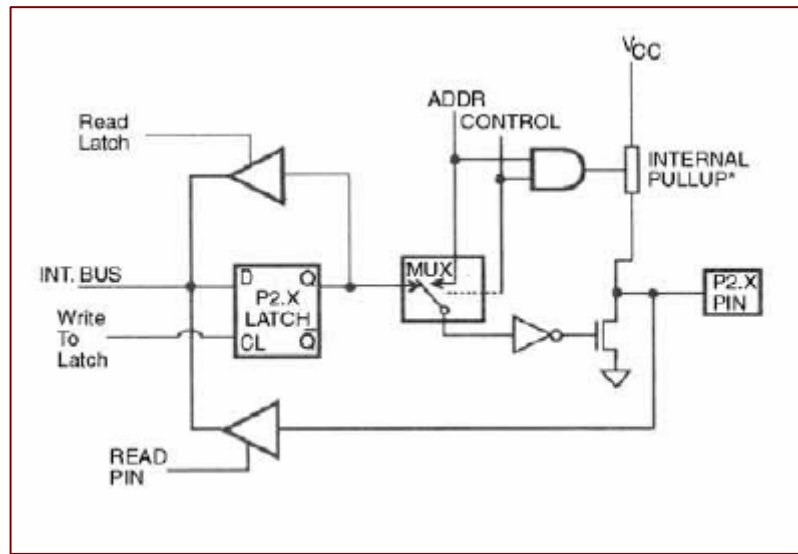 VCC
ADDR
CONTROL
Read
Latch
INTERNAL
PULLUP*
MUX
INT. BUS
D Q
P2.X
LATCH
CL Q
P2.X
PIN
Write
To
Latch
READ
PIN